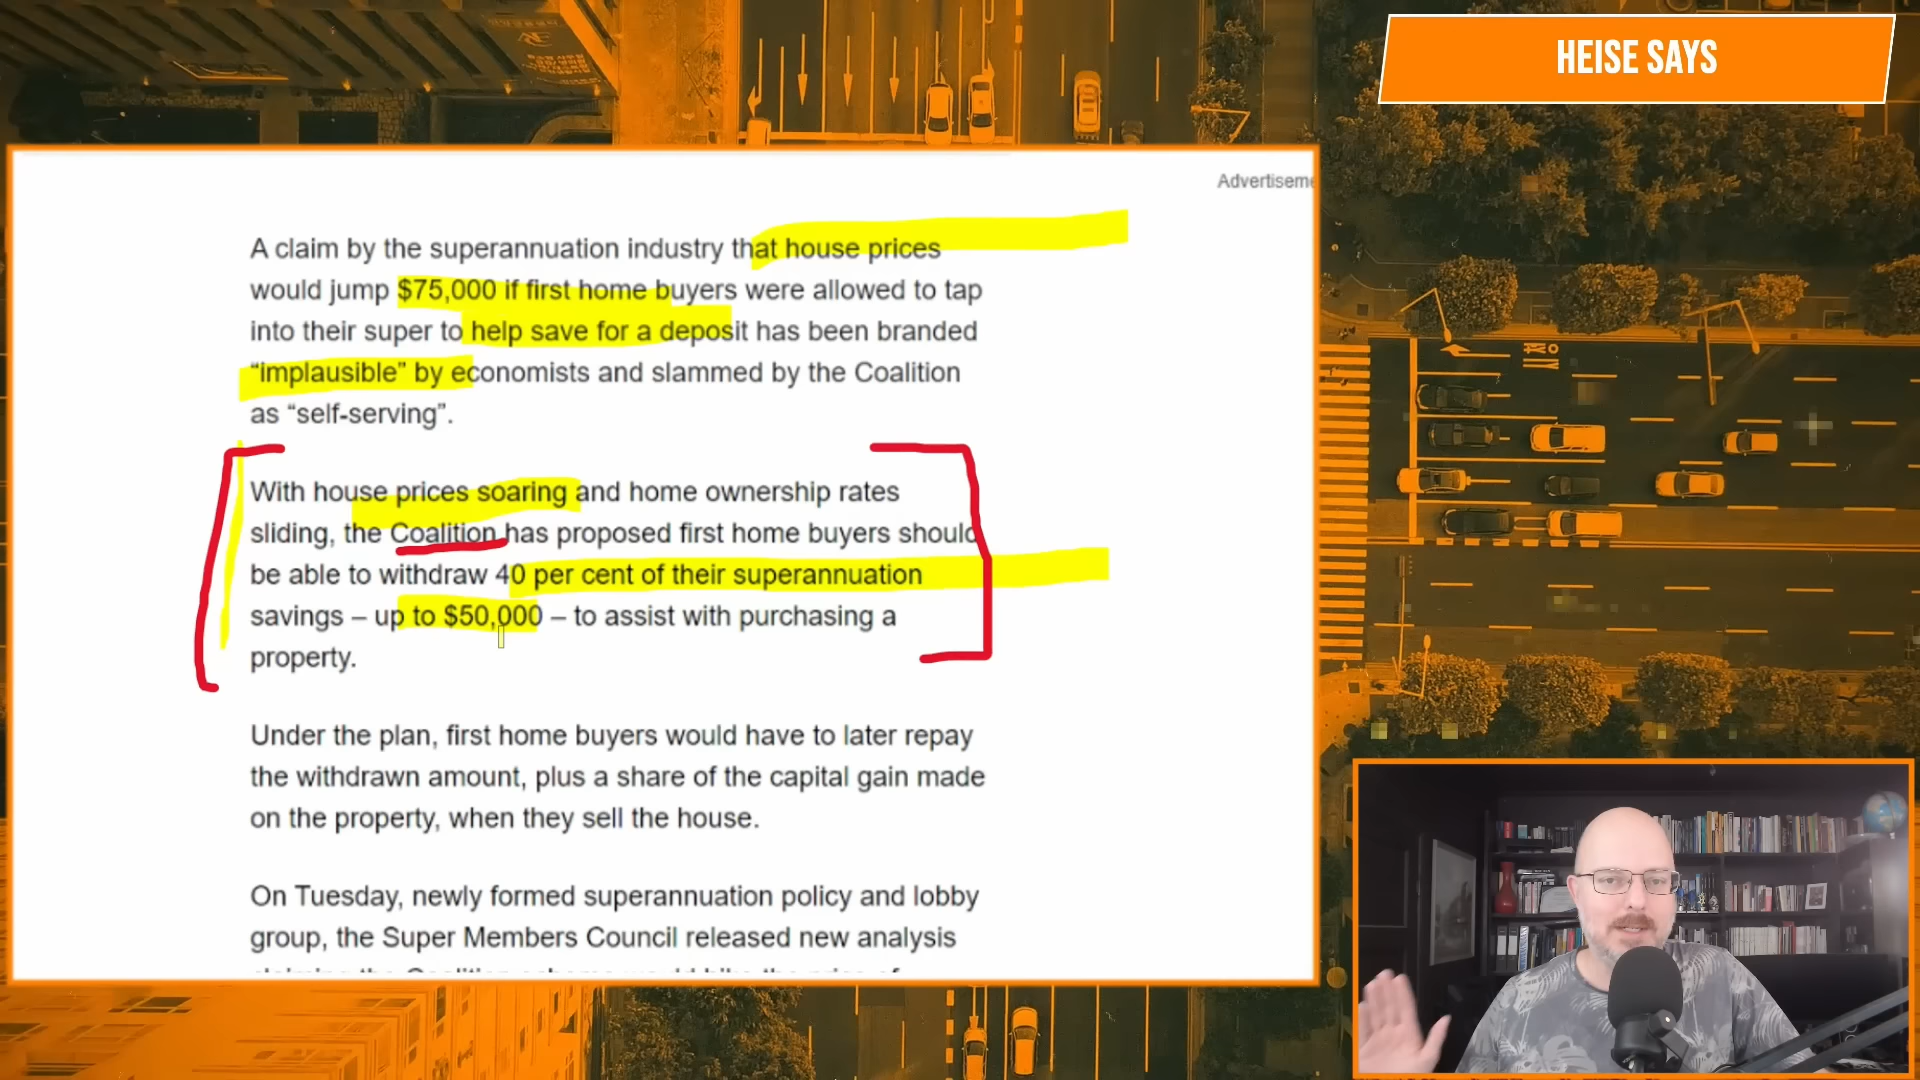 HEISE SAYS
Advertiseme
A claim by the superannuation industry that house prices
would jump $75,000 if first home buyers were allowed to tap
into their super to help save for a deposit has been branded
“implausible” by economists and slammed by the Coalition
as “self-serving”.
With house prices soaring and home ownership rates
sliding, the Coalition has proposed first home buyers should
be able to withdraw 40 per cent of their superannuation
savings – up to $50,000 – to assist with purchasing a
property.
Under the plan, first home buyers would have to later repay
the withdrawn amount, plus a share of the capital gain made
on the property, when they sell the house.
On Tuesday, newly formed superannuation policy and lobby
group, the Super Members Council released new analysis